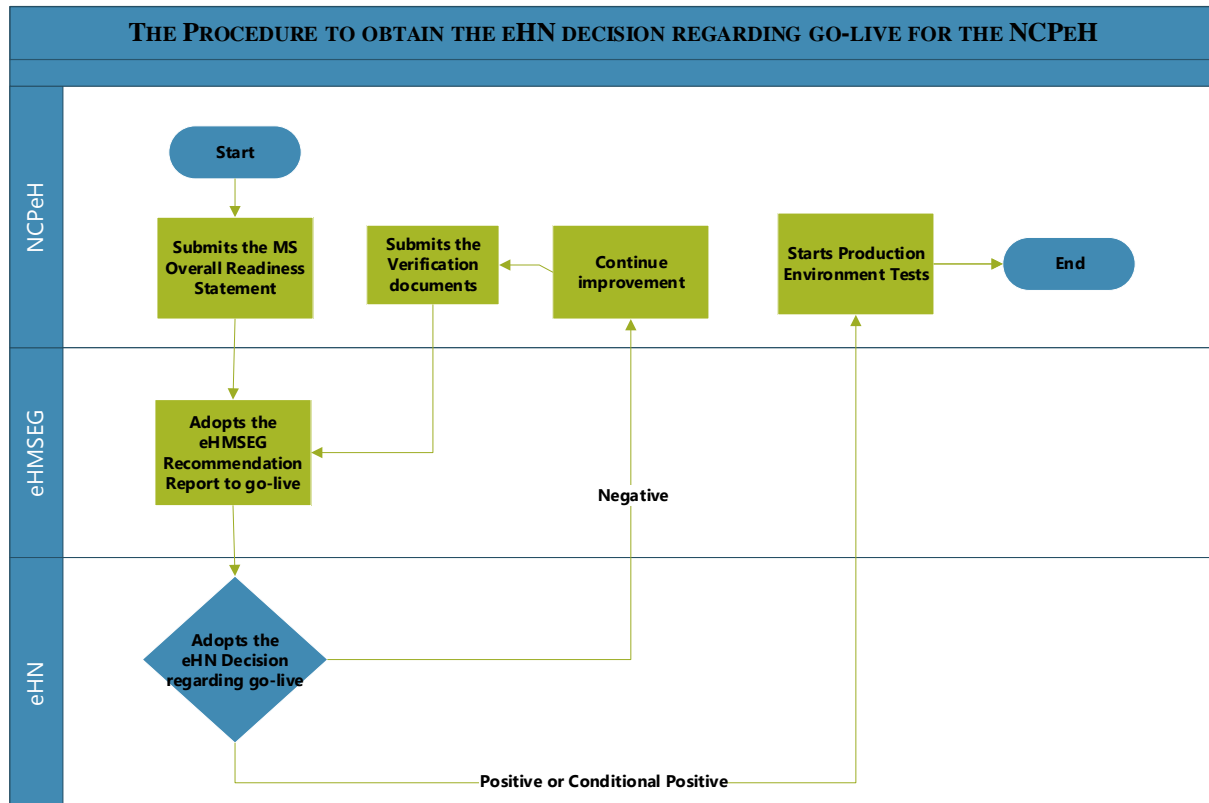 THE PROCEDURE TO OBTAIN THE EHN DECISION REGARDING GO-LIVE FOR THE NCPEH
NCPeH
Start
Submits the MS
Overall Readiness
Statement
Submits the
Verification
documents
Continue
improvement
Starts Production
Environment Tests
End
eHMSEG
Adopts the
eHMSEG
Recommendation
Report to go-live
Negative
eHN
Adopts the
eHN Decision
regarding go-live
Positive or Conditional Positive